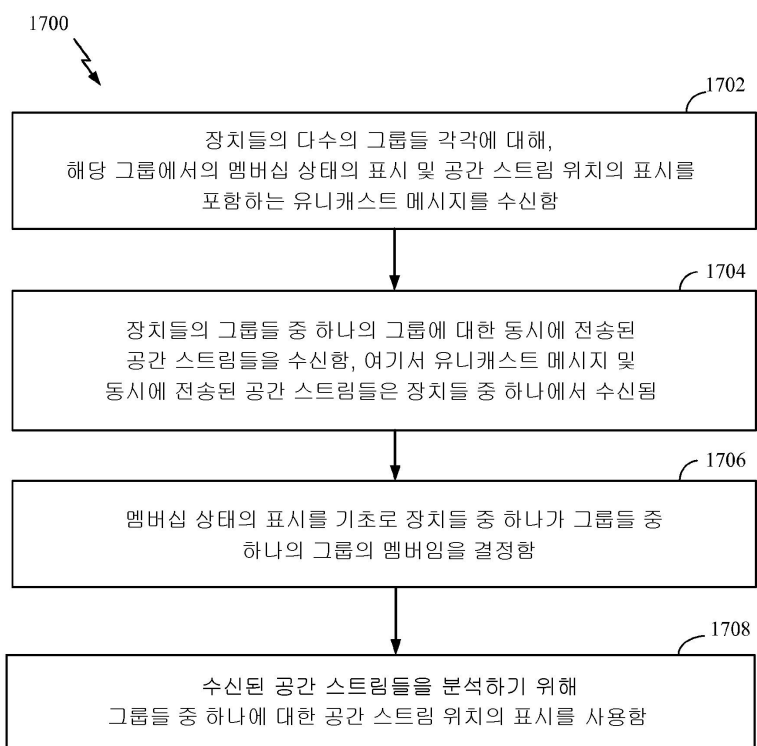 1700
1702
장치들의 다수의 그룹들 각각에 대해,
해당 그룹에서의 멤버십 상태의 표시 및 공간 스트림 위치의 표시를
포함하는 유니캐스트 메시지를 수신함
1704
장치들의 그룹들 중 하나의 그룹에 대한 동시에 전송된
공간 스트림들을 수신함, 여기서 유니캐스트 메시지 및
동시에 전송된 공간 스트림들은 장치들 중 하나에서 수신됨
1706
멤버십 상태의 표시를 기초로 장치들 중 하나가 그룹들 중
하나의 그룹의 멤버임을 결정함
1708
수신된 공간 스트림들을 분석하기 위해
그룹들 중 하나에 대한 공간 스트림 위치의 표시를 사용함